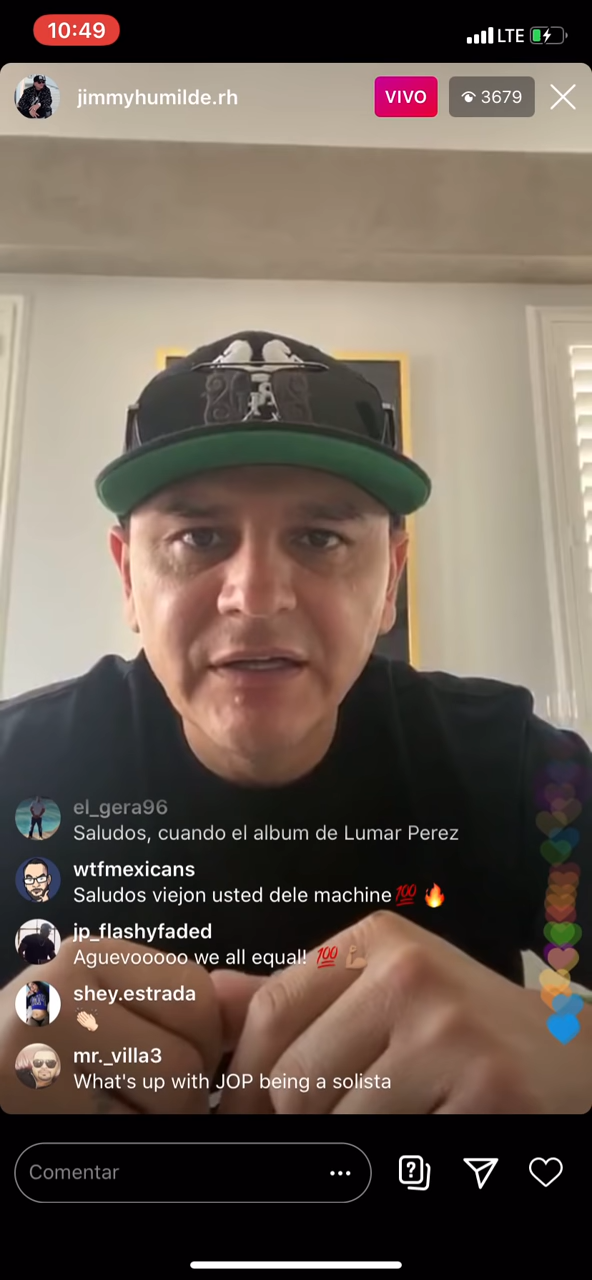 10:49
LTE
jimmyhumilde.rh
VIVO
3679
el_gera96
Saludos, cuando el album de Lumar Perez
wtfmexicans
Saludos viejon usted dele machine💯 🔥
jp_flashyfaded
Aguevooooo we all equal! 💯 💪🏼
shey.estrada
👏🏻
mr._villa3
What's up with JOP being a solista
Comentar